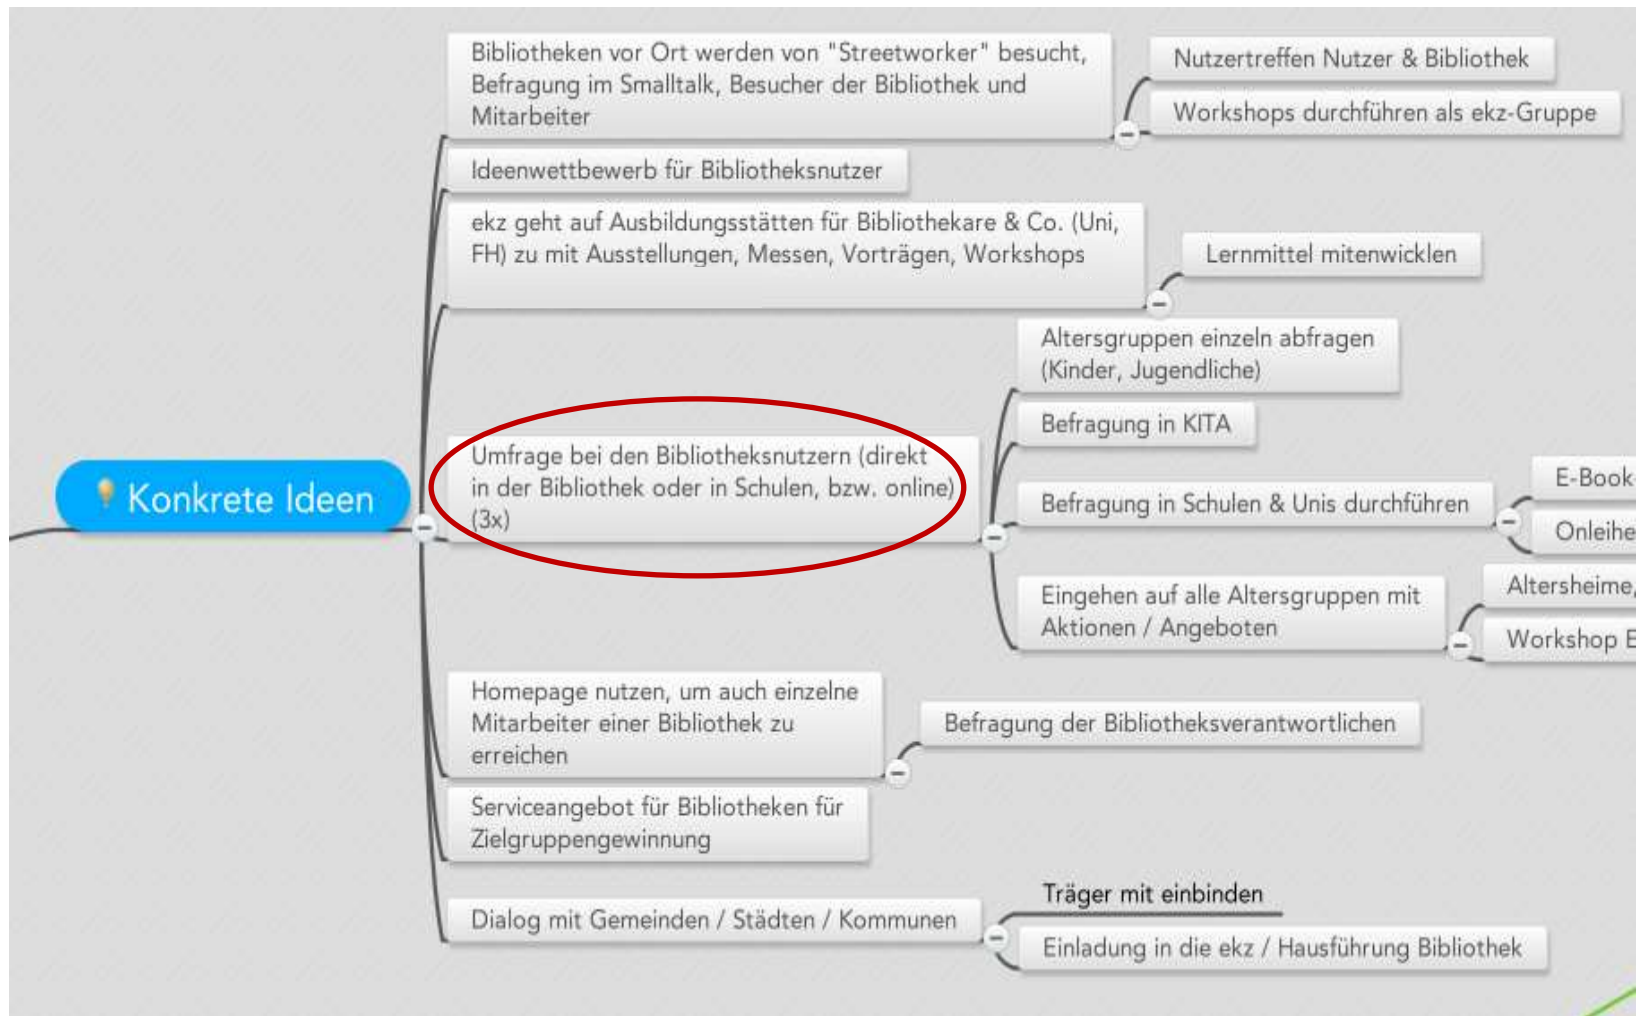 Konkrete Ideen
Bibliotheken vor Ort werden von "Streetworker" besucht,
Befragung im Smalltalk, Besucher der Bibliothek und
Mitarbeiter
Nutzertreffen Nutzer & Bibliothek
Workshops durchführen als ekz-Gruppe
Ideenwettbewerb für Bibliotheksnutzer
ekz geht auf Ausbildungsstätten für Bibliothekare & Co. (Uni,
FH) zu mit Ausstellungen, Messen, Vorträgen, Workshops
Lernmittel mitenwicklen
Umfrage bei den Bibliotheksnutzern (direkt
in der Bibliothek oder in Schulen, bzw. online)
(3x)
Altersgruppen einzeln abfragen
(Kinder, Jugendliche)
Befragung in KITA
Befragung in Schulen & Unis durchführen
E-Book
Onleihe
Eingehen auf alle Altersgruppen mit
Aktionen / Angeboten
Altersheime,
Workshop E
Homepage nutzen, um auch einzelne
Mitarbeiter einer Bibliothek zu
erreichen
Befragung der Bibliotheksverantwortlichen
Serviceangebot für Bibliotheken für
Zielgruppengewinnung
Dialog mit Gemeinden / Städten / Kommunen
Träger mit einbinden
Einladung in die ekz / Hausführung Bibliothek